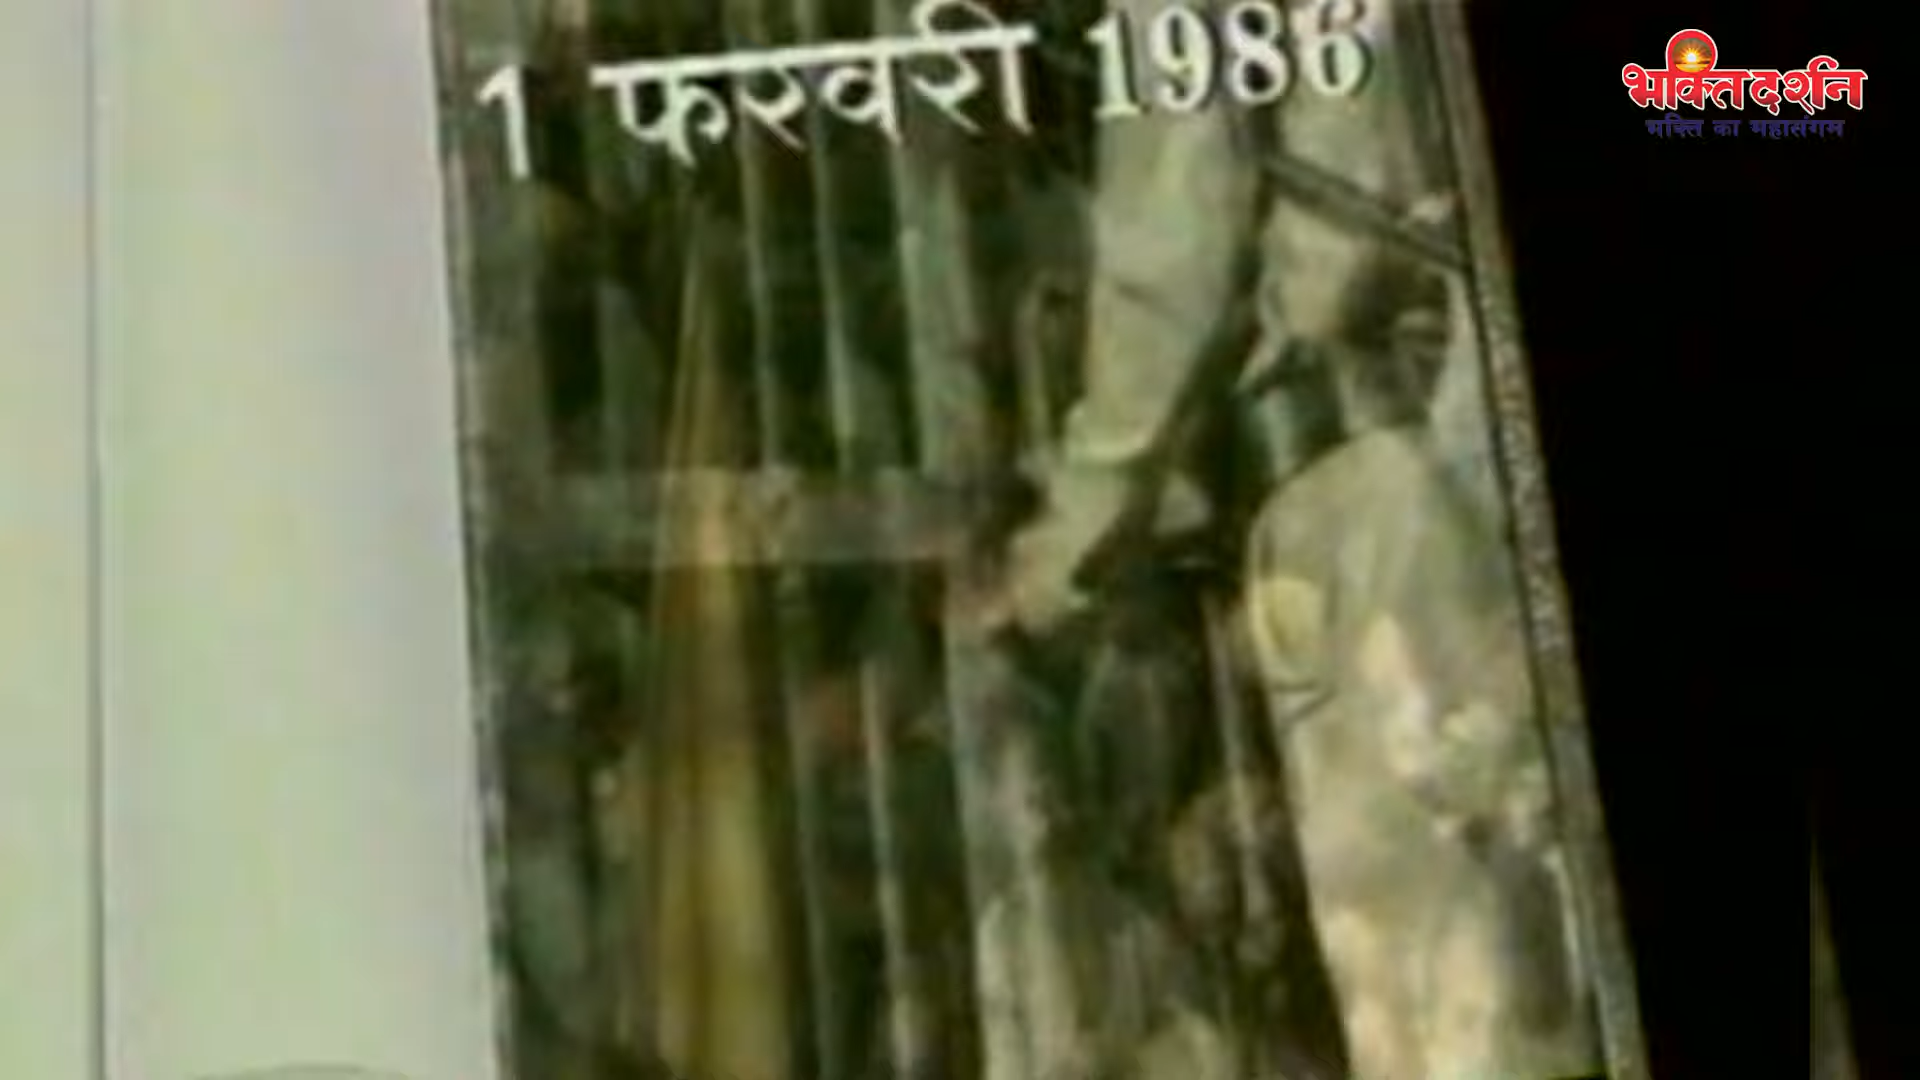 1 फरवरी 1986
भक्ति दर्शन
भक्ति का महासंगम